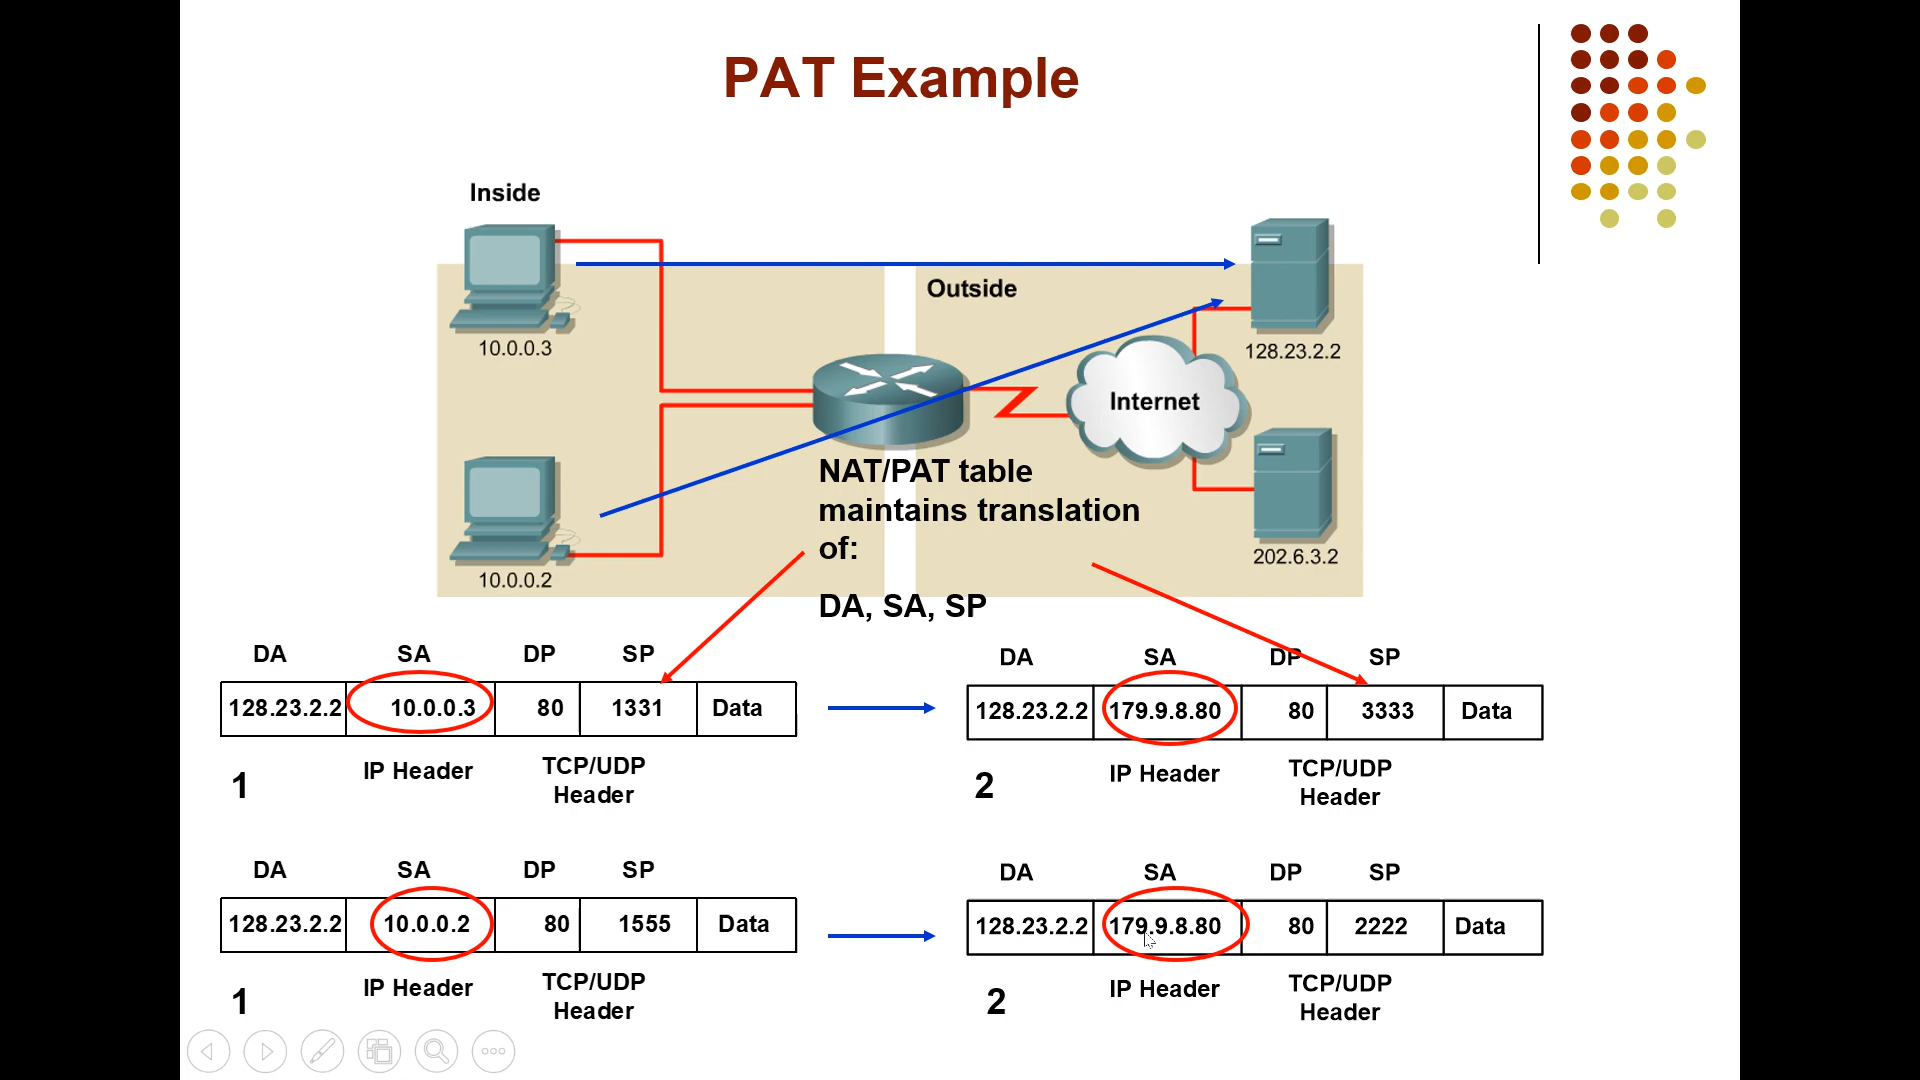 PAT Example
Inside
Outside
10.0.0.3
128.23.2.2
Internet
NAT/PAT table
maintains translation
of:
DA, SA, SP
10.0.0.2
202.6.3.2
DA SA DP SP
128.23.2.2 10.0.0.3 80 1331 Data
IP Header TCP/UDP
Header
1
DA SA DP SP
128.23.2.2 179.9.8.80 80 3333 Data
IP Header TCP/UDP
Header
2
DA SA DP SP
128.23.2.2 10.0.0.2 80 1555 Data
IP Header TCP/UDP
Header
1
DA SA DP SP
128.23.2.2 179.9.8.80 80 2222 Data
IP Header TCP/UDP
Header
2